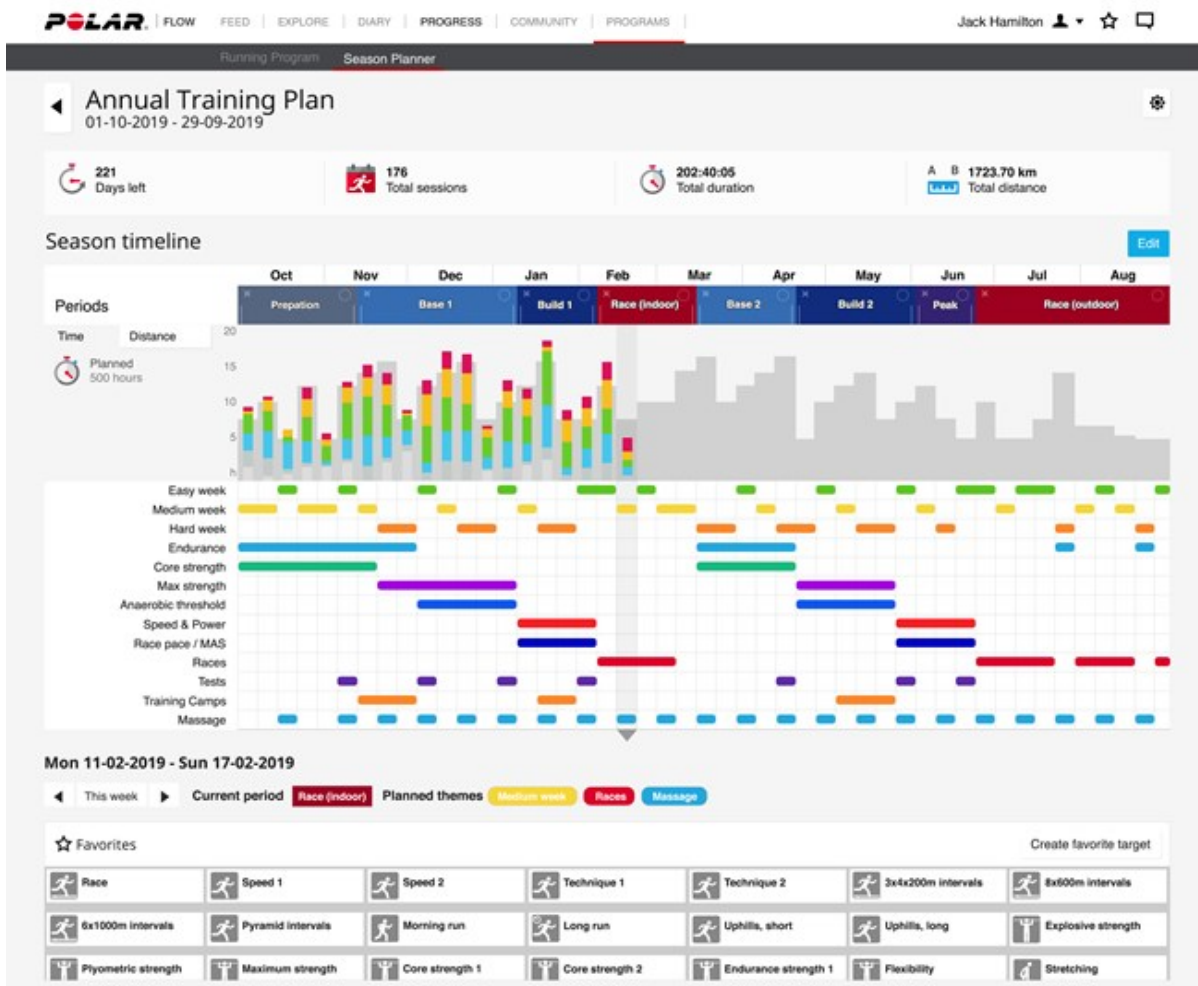 POLAR. FLOW FEED EXPLORE DIARY PROGRESS COMMUNITY PROGRAMS Jack Hamilton
Running Program Season Planner
Annual Training Plan
01-10-2019 - 29-09-2019
221
Days left
176
Total sessions
202:40:05
Total duration
A B
1723.70 km
Total distance
Season timeline
Edit
Oct Nov Dec Jan Feb Mar Apr May Jun Jul Aug
Periods
Prepation Base 1 Build 1 Race (indoor) Base 2 Build 2 Peak Race (outdoor)
Time Distance
Planned
500 hours
20
15
10
5
h
Easy week
Medium week
Hard week
Endurance
Core strength
Max strength
Anaerobic threshold
Speed & Power
Race pace / MAS
Races
Tests
Training Camps
Massage
Mon 11-02-2019 - Sun 17-02-2019
This week Current period Race (indoor) Planned themes Medium week Races Massage
Favorites Create favorite target
Race Speed 1 Speed 2 Technique 1 Technique 2 3x4x200m intervals 8x600m intervals
6x1000m intervals Pyramid intervals Morning run Long run Uphills, short Uphills, long Explosive strength
Plyometric strength Maximum strength Core strength 1 Core strength 2 Endurance strength 1 Flexibility Stretching